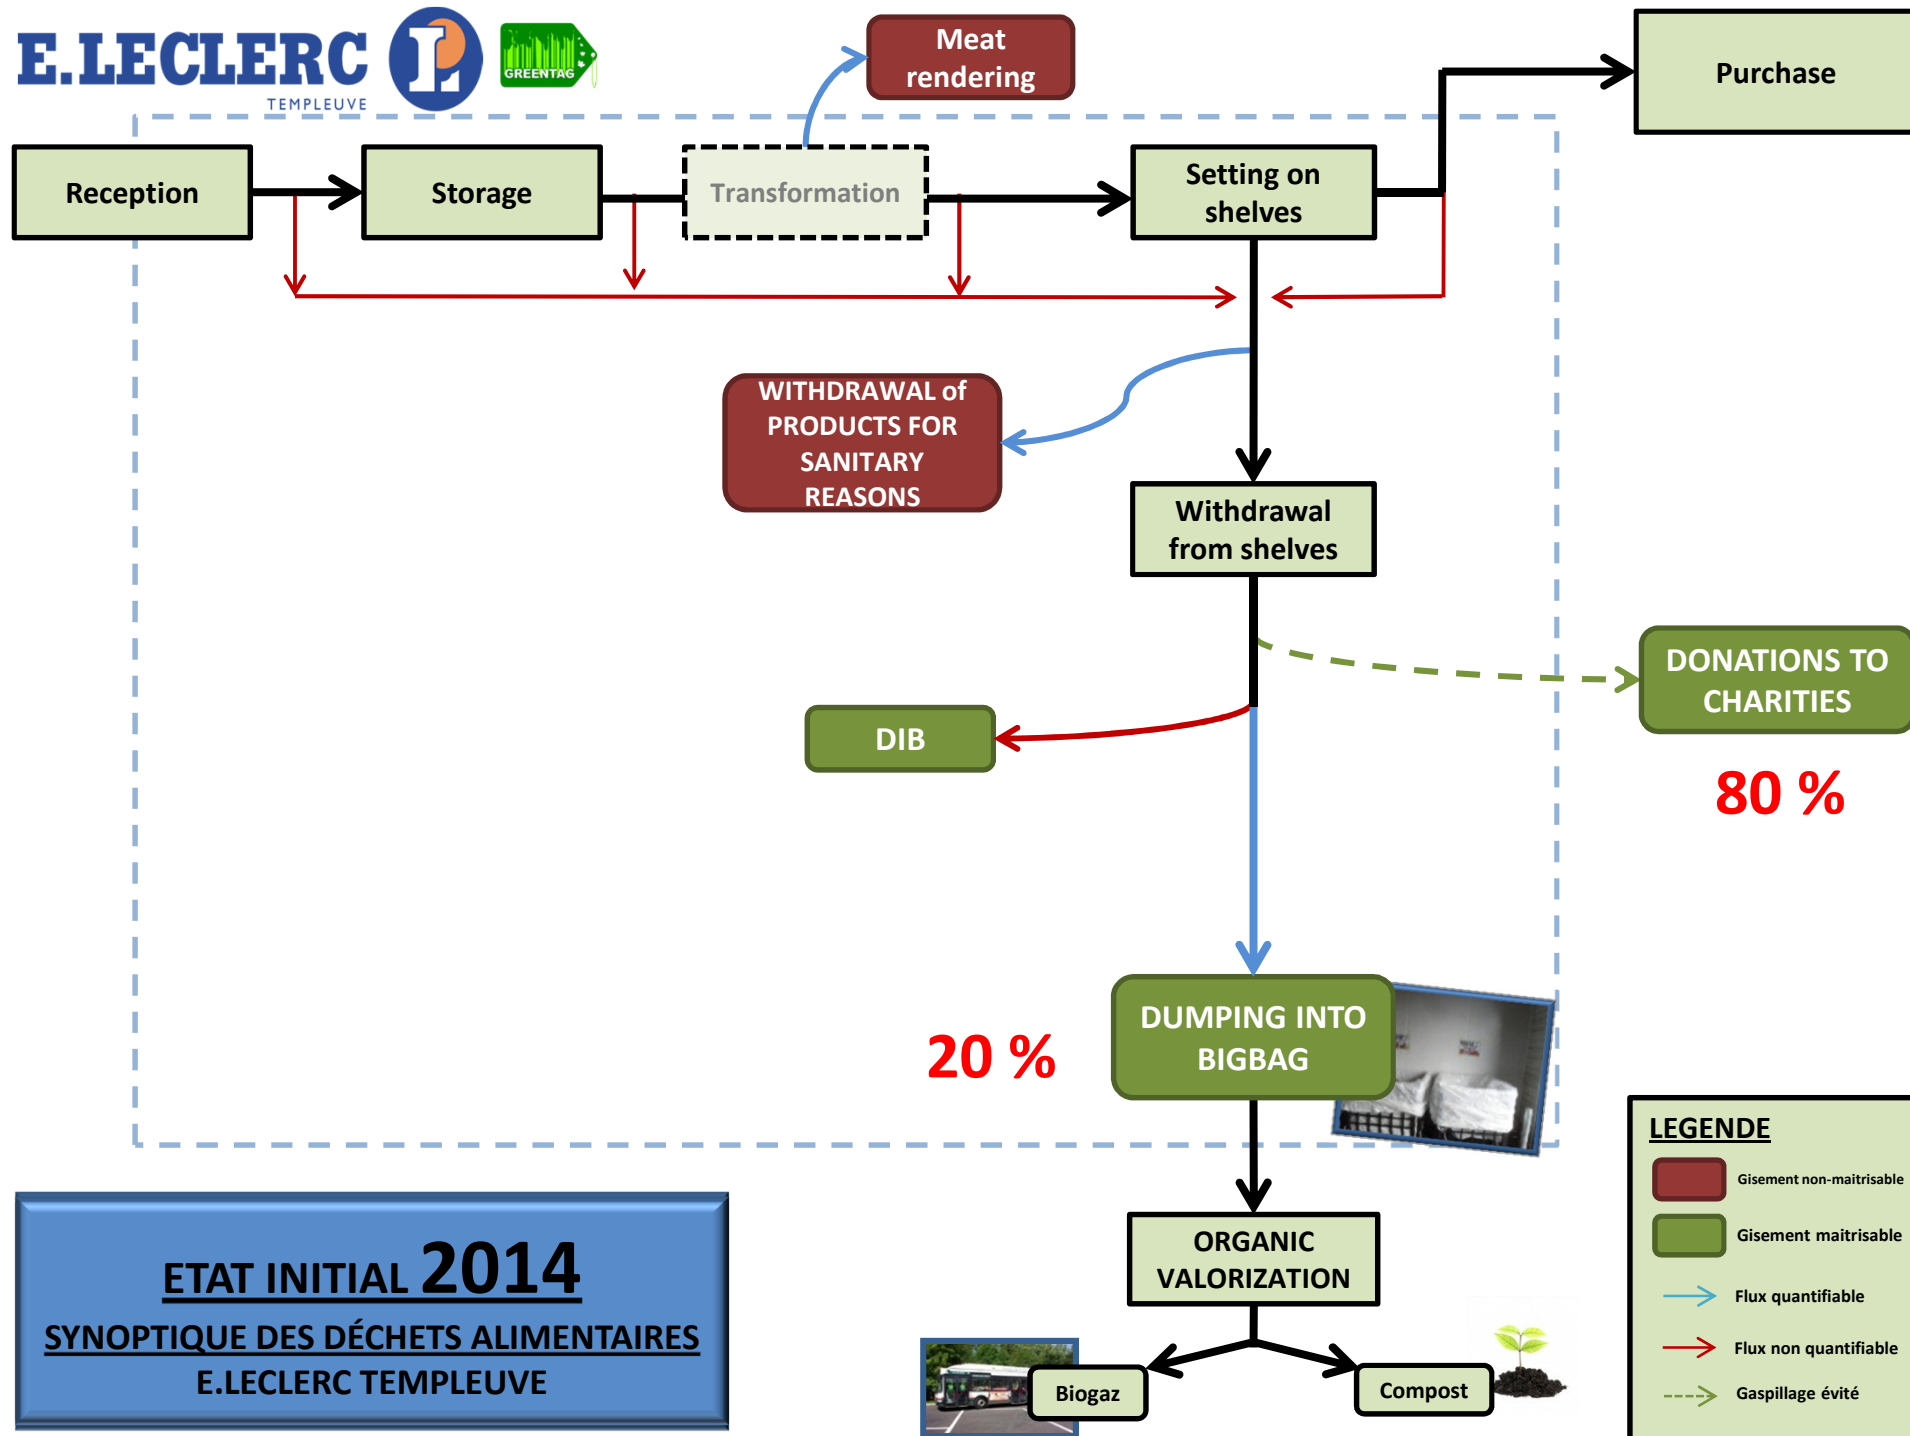 E.LECLERC
TEMPLEUVE
GREENTAG
Meat
rendering
Purchase
Reception
Storage
Transformation
Setting on
shelves
WITHDRAWAL of
PRODUCTS FOR
SANITARY
REASONS
Withdrawal
from shelves
DONATIONS TO
CHARITIES
80 %
DIB
DUMPING INTO
BIGBAG
20 %
ORGANIC
VALORIZATION
Biogaz
Compost
ETAT INITIAL 2014
SYNOPTIQUE DES DÉCHETS ALIMENTAIRES
E.LECLERC TEMPLEUVE
LEGENDE
Gisement non-maitrisable
Gisement maitrisable
Flux quantifiable
Flux non quantifiable
Gaspillage évité